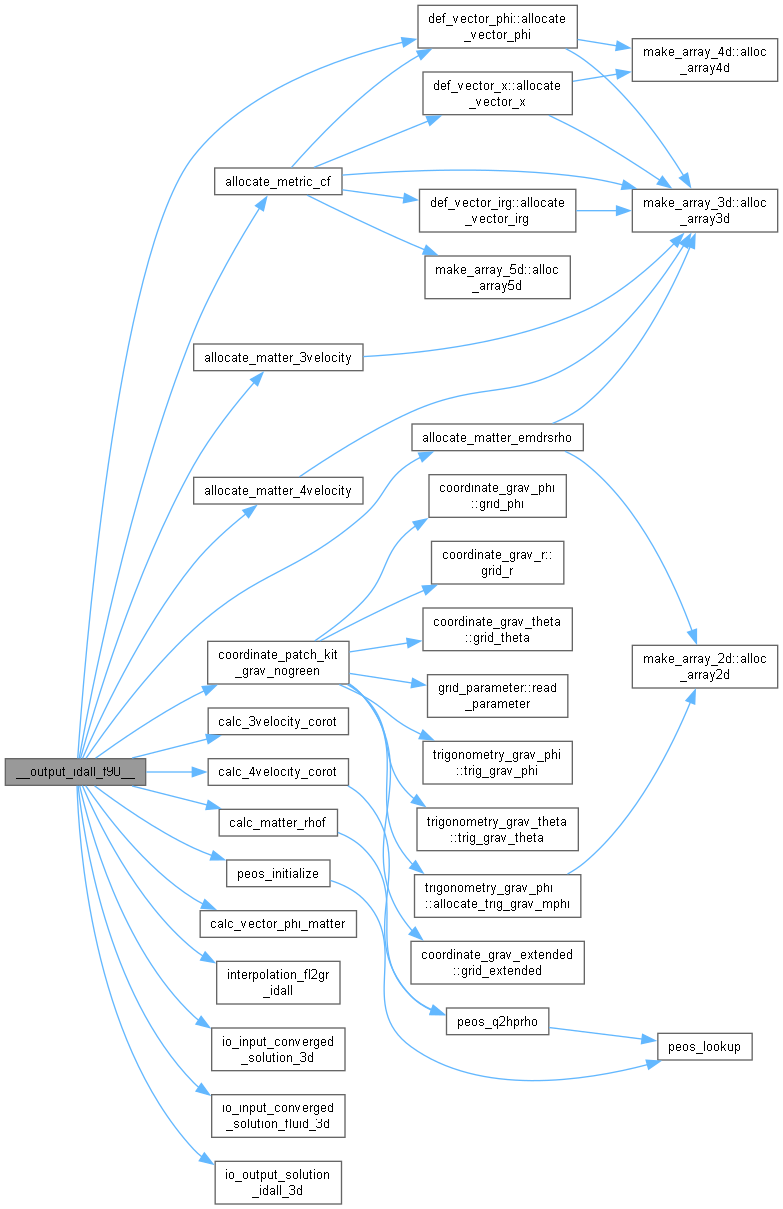 def_vector_phi::allocate
_vector_phi
make_array_4d::alloc
_array4d
def_vector_x::allocate
_vector_x
allocate_metric_cf
def_vector_irg::allocate
_vector_irg
make_array_3d::alloc
_array3d
make_array_5d::alloc
_array5d
allocate_matter_3velocity
allocate_matter_emdrsrho
allocate_matter_4velocity
coordinate_grav_phi
::grid_phi
coordinate_grav_r::
grid_r
coordinate_grav_theta
::grid_theta
coordinate_patch_kit
_grav_nogreen
make_array_2d::alloc
_array2d
grid_parameter::read
_parameter
calc_3velocity_corot
trigonometry_grav_phi
::trig_grav_phi
__output_idall_f90__
calc_4velocity_corot
calc_matter_rhof
trigonometry_grav_theta
::trig_grav_theta
peos_initialize
trigonometry_grav_phi
::allocate_trig_grav_mphi
calc_vector_phi_matter
coordinate_grav_extended
::grid_extended
interpolation_fl2gr
_idall
peos_q2hprho
io_input_converged
_solution_3d
peos_lookup
io_input_converged
_solution_fluid_3d
io_output_solution
_idall_3d